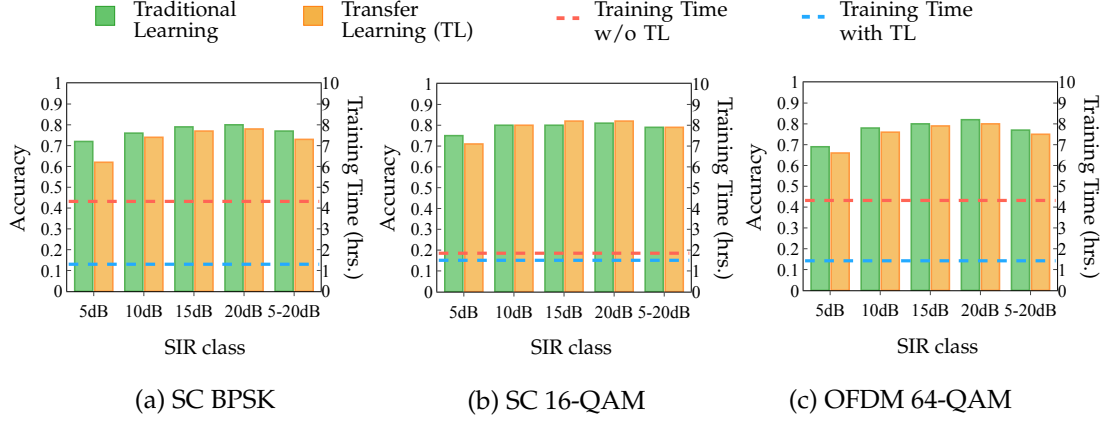 Traditional
Learning
Transfer
Learning (TL)
Training Time
w/o TL
Training Time
with TL
Accuracy
1
0.9
0.8
0.7
0.6
0.5
0.4
0.3
0.2
0.1
0
10
9
8
7
6
5
4
3
2
1
0
Training Time (hrs.)
5dB 10dB 15dB 20dB 5-20dB
SIR class
(a) SC BPSK
Accuracy
1
0.9
0.8
0.7
0.6
0.5
0.4
0.3
0.2
0.1
0
10
9
8
7
6
5
4
3
2
1
0
Training Time (hrs.)
5dB 10dB 15dB 20dB 5-20dB
SIR class
(b) SC 16-QAM
Accuracy
1
0.9
0.8
0.7
0.6
0.5
0.4
0.3
0.2
0.1
0
10
9
8
7
6
5
4
3
2
1
0
Training Time (hrs.)
5dB 10dB 15dB 20dB 5-20dB
SIR class
(c) OFDM 64-QAM